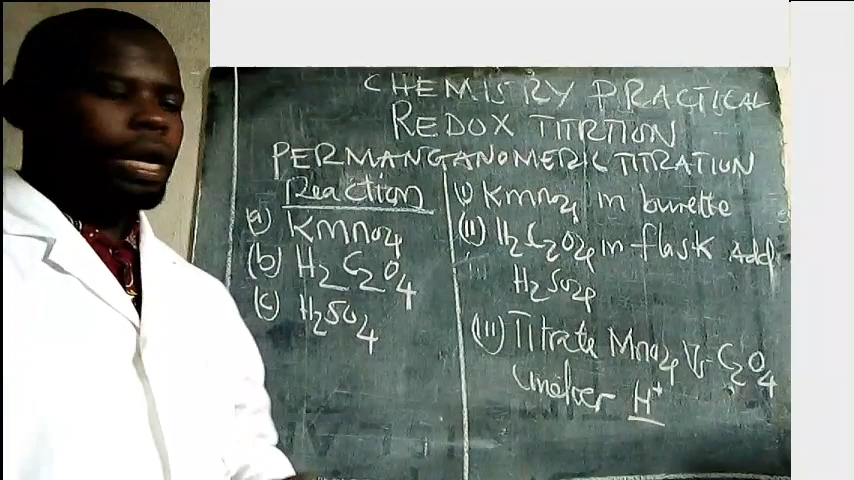 CHEMISTRY PRACTICAL
REDOX TITRTION
PERMANGANOMETRIC TITRATION
Reaction
(a) KMnO4
(b) H2C2O4
(c) H2SO4
(i) KMnO4 in burette
(ii) H2C2O4 in flask Add
H2SO4
(iii) Titrate MnO4 Vs C2O4
under H+